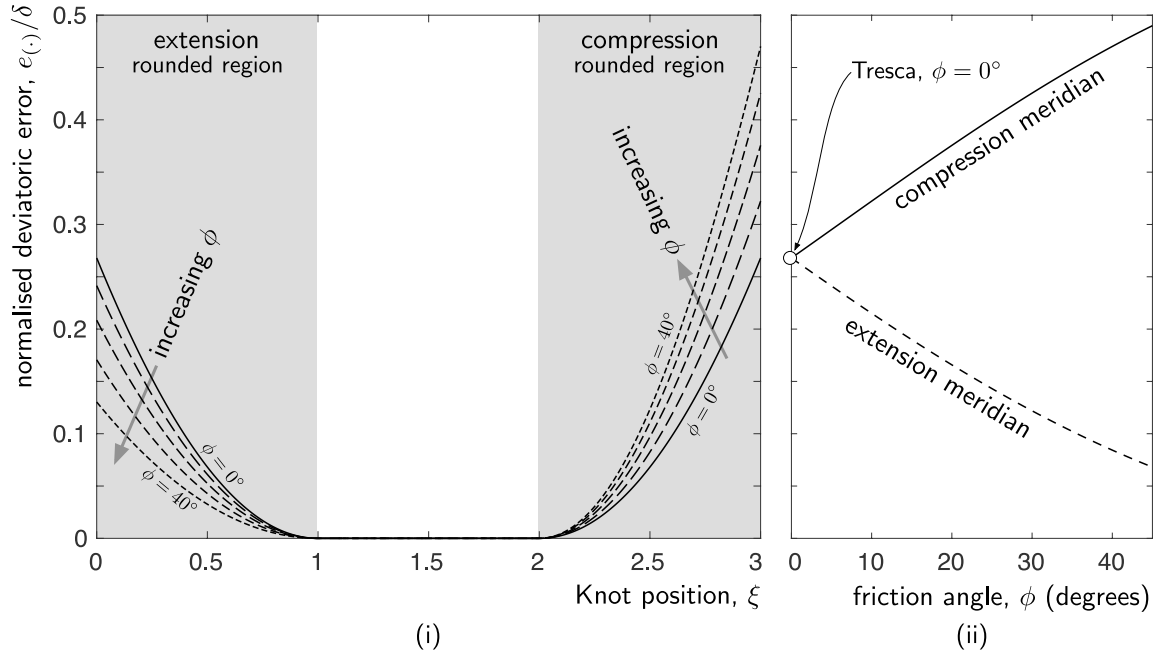 normalised deviatoric error, e(·)/δ
0.5
0.4
0.3
0.2
0.1
0
extension
rounded region
compression
rounded region
increasing ϕ
increasing ϕ
ϕ = 0°
ϕ = 40°
ϕ = 40°
ϕ = 0°
0 0.5 1 1.5 2 2.5 3
Knot position, ξ
(i)
Tresca, ϕ = 0°
compression meridian
extension meridian
0 10 20 30 40
friction angle, ϕ (degrees)
(ii)